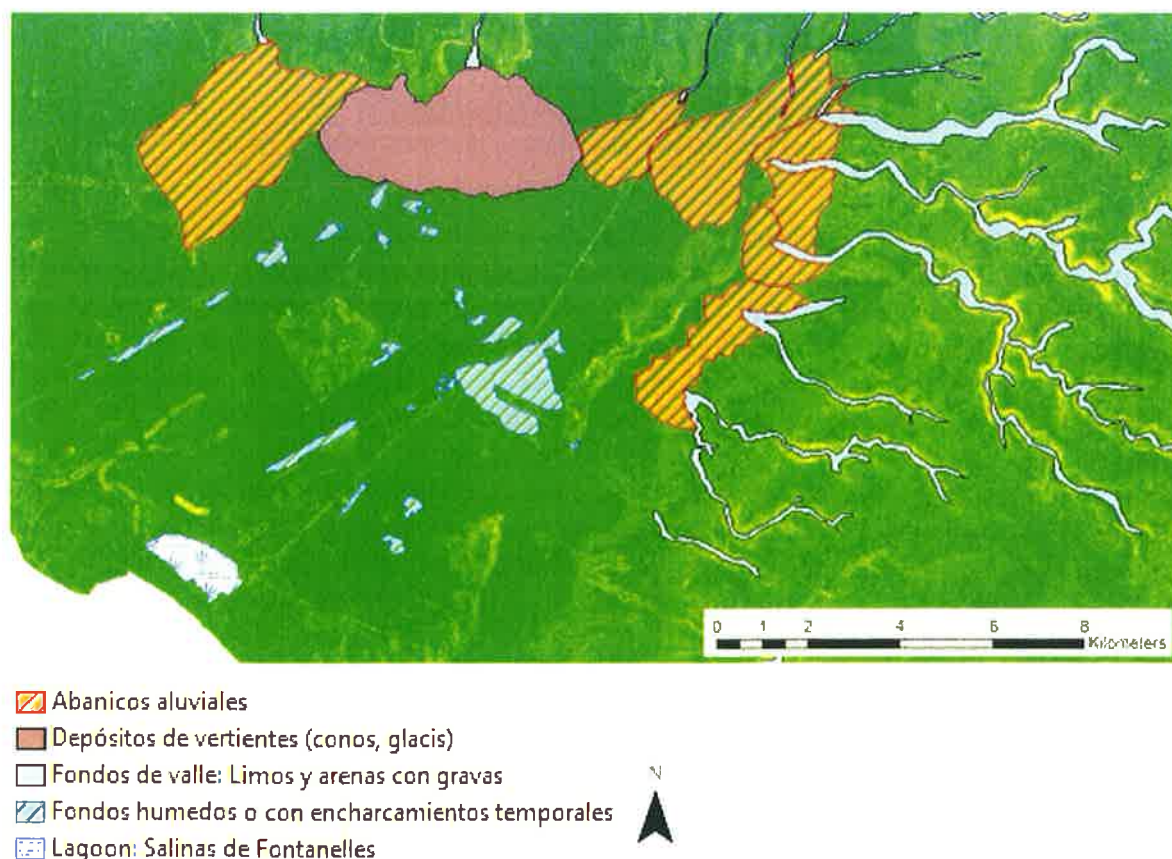 0 1 2 4 6 8
Kilometers
Abanicos aluviales
Depósitos de vertientes (conos, glacis)
Fondos de valle: Limos y arenas con gravas
N
Fondos humedos o con encharcamientos temporales
Lagoon: Salinas de Fontanelles